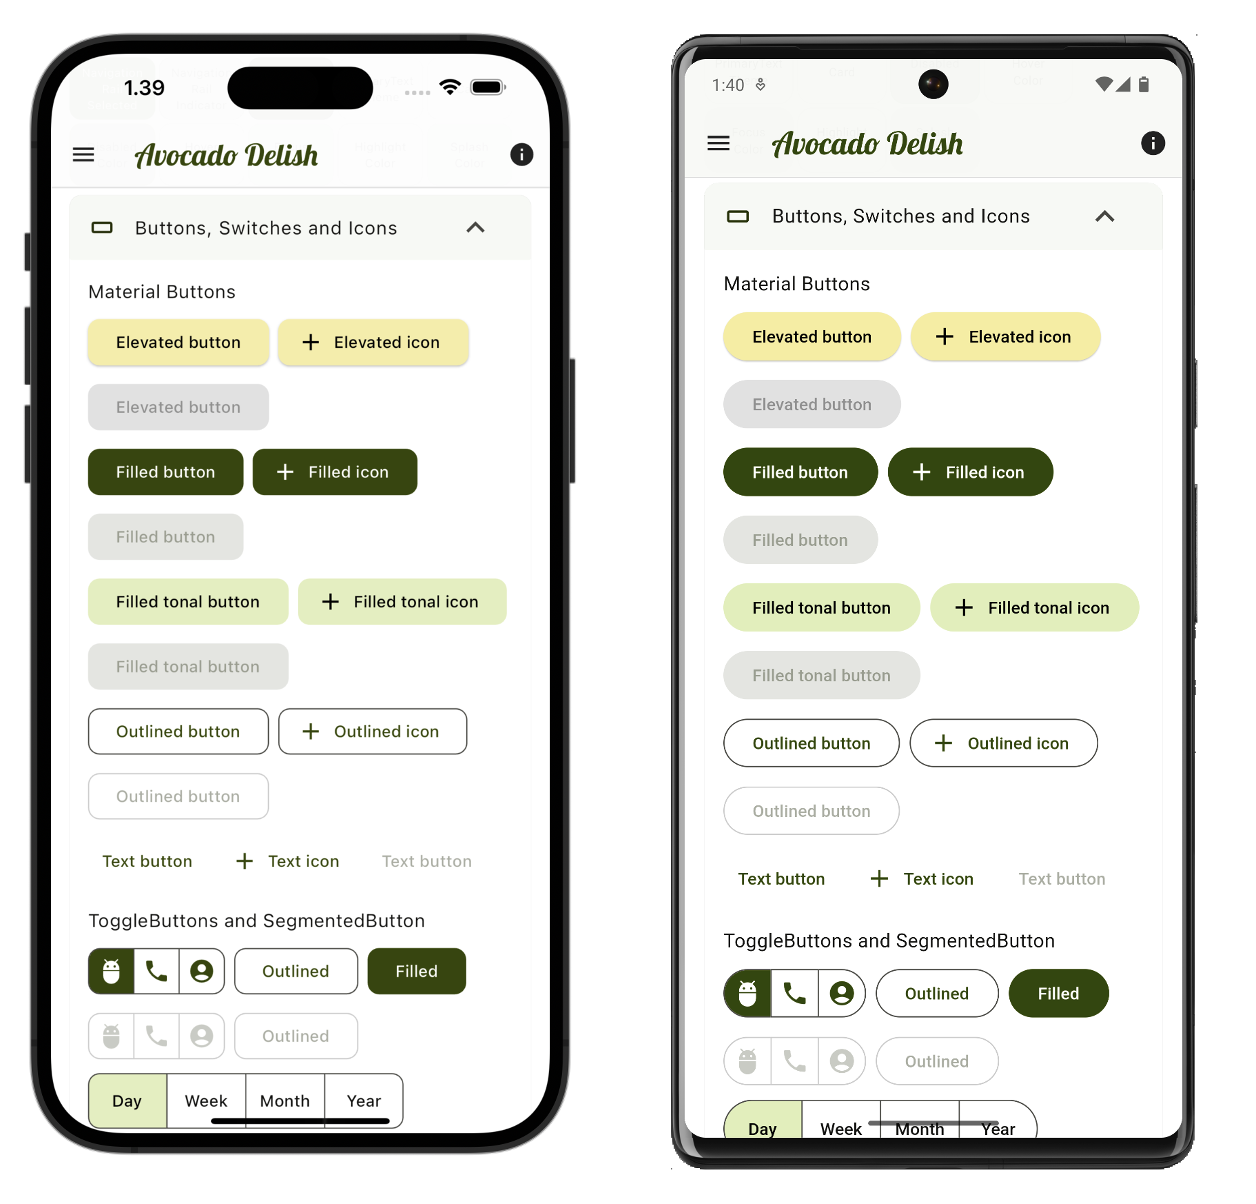 1.39
Avocado Delish
Buttons, Switches and Icons
Material Buttons
Elevated button
Elevated icon
Elevated button
Filled button
Filled icon
Filled button
Filled tonal button
Filled tonal icon
Filled tonal button
Outlined button
Outlined icon
Outlined button
Text button
Text icon
Text button
ToggleButtons and SegmentedButton
Outlined
Filled
Outlined
Day
Week
Month
Year
1:40
Avocado Delish
Buttons, Switches and Icons
Material Buttons
Elevated button
Elevated icon
Elevated button
Filled button
Filled icon
Filled button
Filled tonal button
Filled tonal icon
Filled tonal button
Outlined button
Outlined icon
Outlined button
Text button
Text icon
Text button
ToggleButtons and SegmentedButton
Outlined
Filled
Outlined
Day
Week
Month
Year